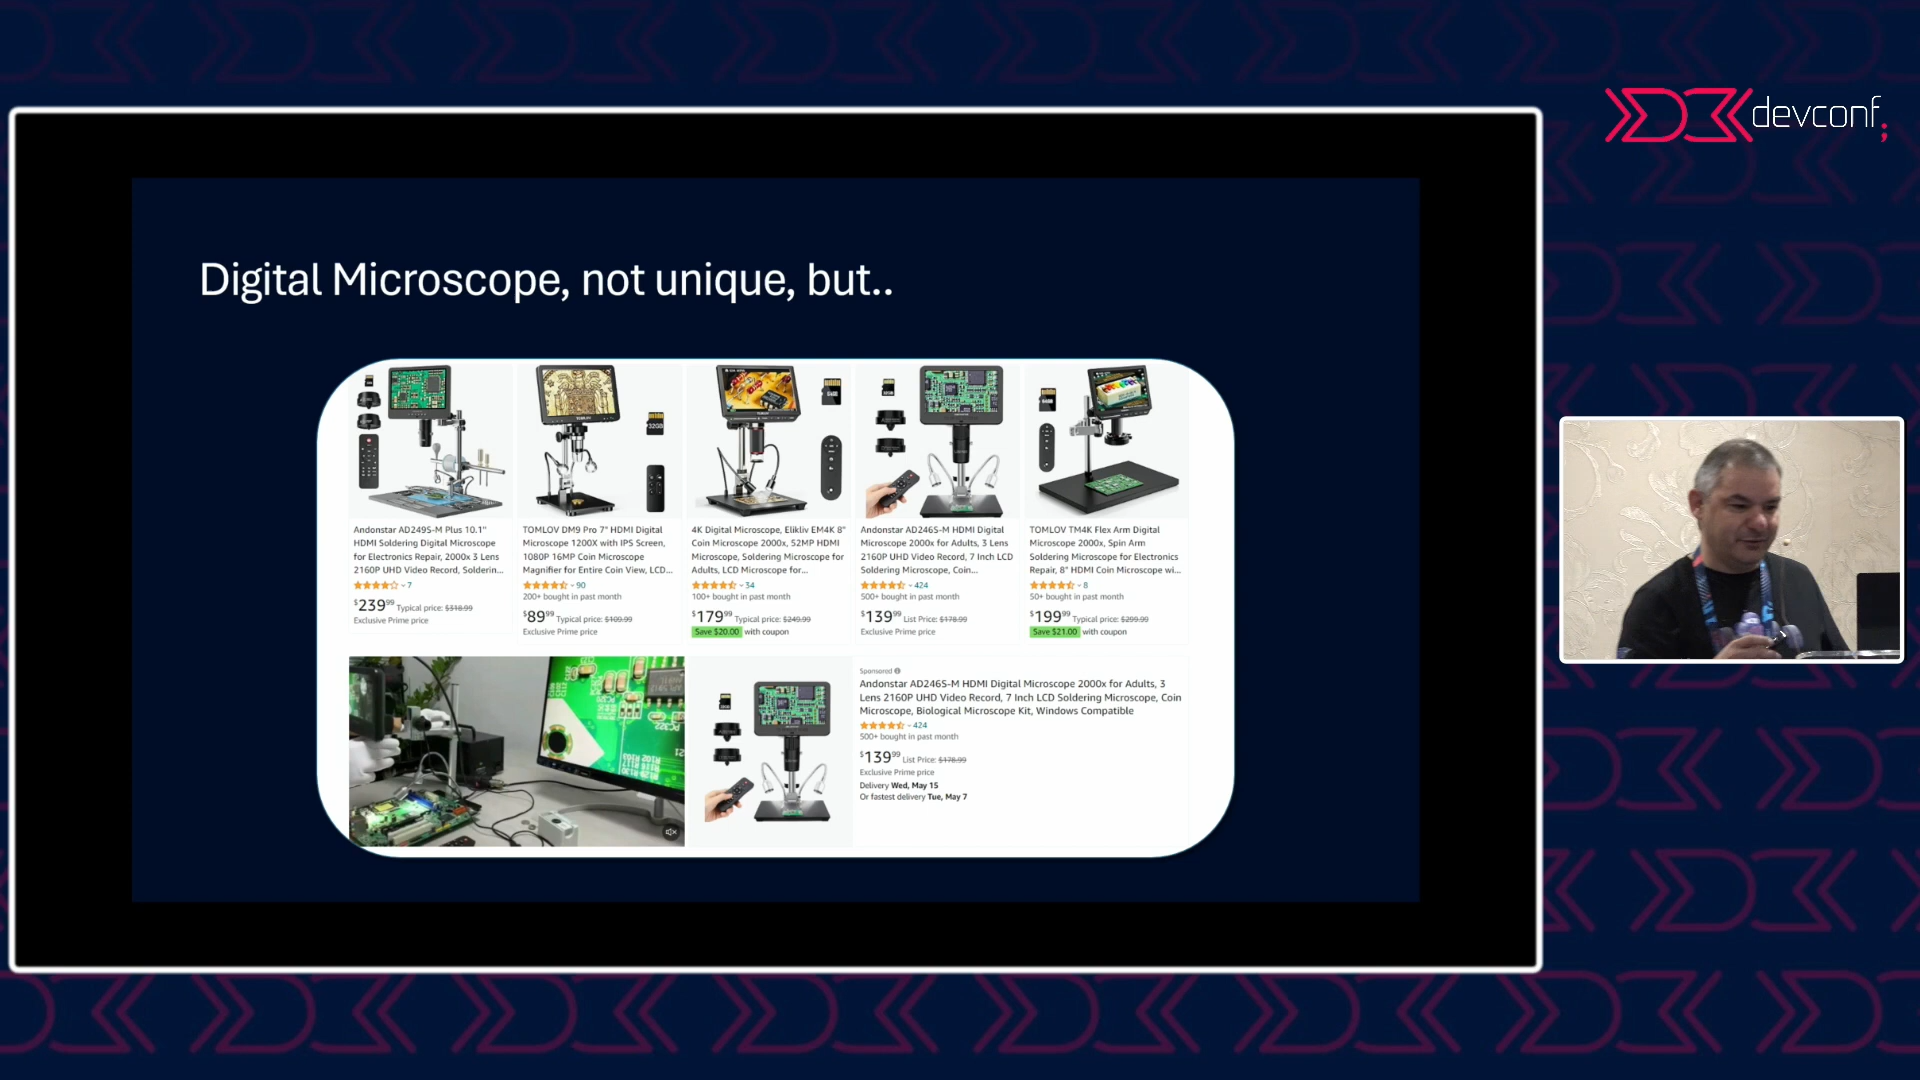 devconf;
Digital Microscope, not unique, but..
Andonstar AD249S-M Plus 10.1"
HDMI Soldering Digital Microscope
for Electronics Repair, 2000x 3 Lens
2160P UHD Video Record, Solderin...
7
$239.99 Typical price: $318.99
Exclusive Prime price
TOMLOV DM9 Pro 7" HDMI Digital
Microscope 1200X with IPS Screen,
1080P 16MP Coin Microscope
Magnifier for Entire Coin View, LCD...
90
200+ bought in past month
$89.99 Typical price: $109.99
Exclusive Prime price
4K Digital Microscope, Elikliv EM4K 8"
Coin Microscope 2000x, 52MP HDMI
Microscope, Soldering Microscope for
Adults, LCD Microscope for...
34
100+ bought in past month
$179.99 Typical price: $249.99
Save $20.00 with coupon
Andonstar AD246S-M HDMI Digital
Microscope 2000x for Adults, 3 Lens
2160P UHD Video Record, 7 Inch LCD
Soldering Microscope, Coin...
424
500+ bought in past month
$139.99 List Price: $178.99
Exclusive Prime price
TOMLOV TM4K Flex Arm Digital
Microscope 2000x, Spin Arm
Soldering Microscope for Electronics
Repair, 8" HDMI Coin Microscope wi...
8
50+ bought in past month
$199.99 Typical price: $299.99
Save $21.00 with coupon
32GB
PC322
Sponsored
Andonstar AD246S-M HDMI Digital Microscope 2000x for Adults, 3
Lens 2160P UHD Video Record, 7 Inch LCD Soldering Microscope, Coin
Microscope, Biological Microscope Kit, Windows Compatible
424
500+ bought in past month
$139.99 List Price: $178.99
Exclusive Prime price
Delivery Wed, May 15
Or fastest delivery Tue, May 7